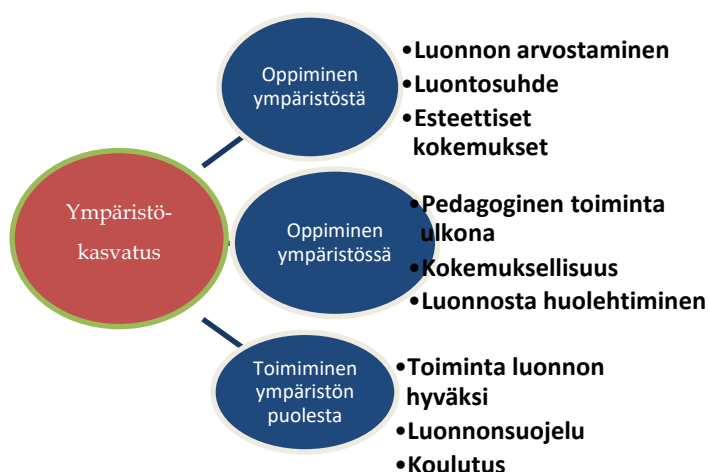 Ympäristö-
kasvatus
Oppiminen
ympäristöstä
•Luonnon arvostaminen
•Luontosuhde
•Esteettiset
kokemukset
Oppiminen
ympäristössä
•Pedagoginen toiminta
ulkona
•Kokemuksellisuus
•Luonnosta huolehtiminen
Toimiminen
ympäristön
puolesta
•Toiminta luonnon
hyväksi
•Luonnonsuojelu
•Koulutus